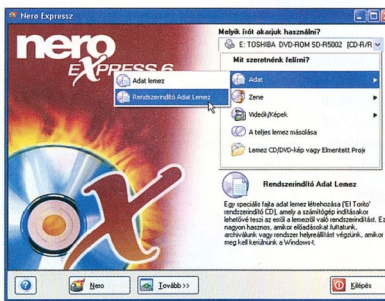 Nero Expressz
Melyik írót akarjuk használni?
E: TOSHIBA DVD-ROM SD-R5002 [CD-R/R
nero
EXPRESS 6
Mit szeretnénk felírni?
Adat
Adat lemez
Rendszerindító Adat Lemez
Zene
Videók/Képek
A teljes lemez másolása
Lemez CD/DVD-kép vagy Elmentett Proje
Rendszerindító Adat Lemez
Egy speciális fajta adat lemez létrehozása ('El Torito'
rendszerindító CD), amely a számítógép indításakor
lehetővé teszi az erről a lemezről való rendszerindítást. Ez
nagyon hasznos, amikor előadásokat futtatunk,
archiválunk vagy rendszer helyreállítást végzünk, amikor
meg kell kerülnünk a Windows-t.
Nero
Tovább >>
Kilépés